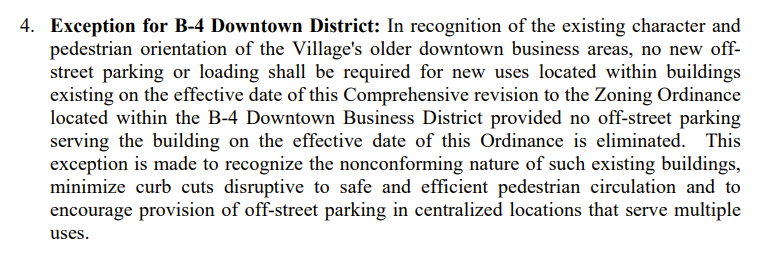 4. Exception for B-4 Downtown District: In recognition of the existing character and
pedestrian orientation of the Village's older downtown business areas, no new off-
street parking or loading shall be required for new uses located within buildings
existing on the effective date of this Comprehensive revision to the Zoning Ordinance
located within the B-4 Downtown Business District provided no off-street parking
serving the building on the effective date of this Ordinance is eliminated. This
exception is made to recognize the nonconforming nature of such existing buildings,
minimize curb cuts disruptive to safe and efficient pedestrian circulation and to
encourage provision of off-street parking in centralized locations that serve multiple
uses.